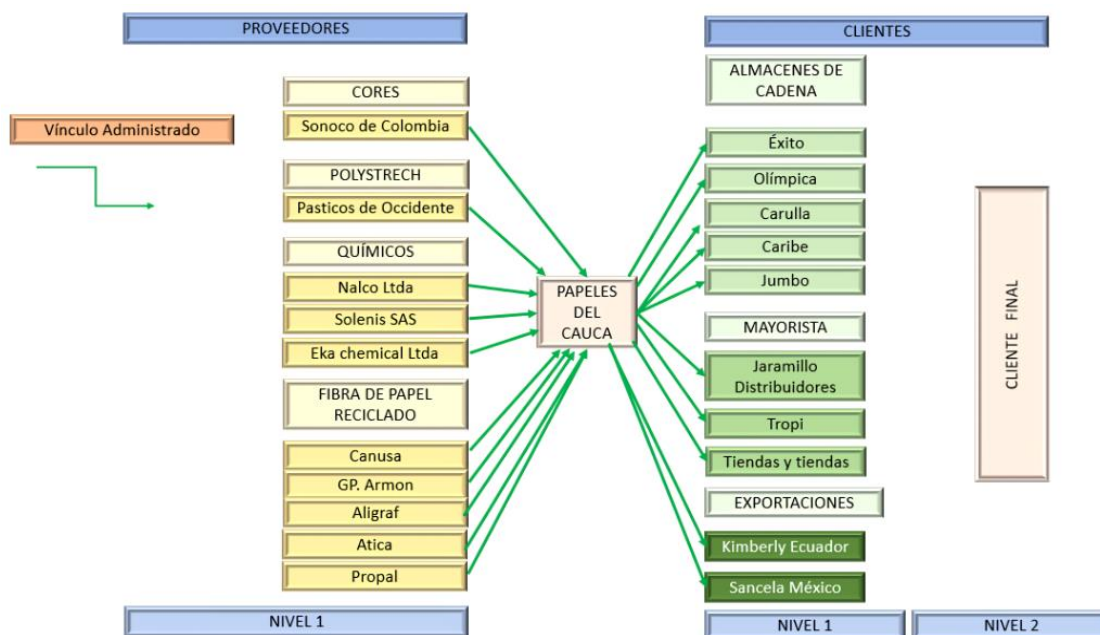 PROVEEDORES
CLIENTES
Vínculo Administrado
CORES
Sonoco de Colombia
POLYSTRECH
Pasticos de Occidente
QUÍMICOS
Nalco Ltda
Solenis SAS
Eka chemical Ltda
FIBRA DE PAPEL
RECICLADO
Canusa
GP. Armon
Aligraf
Atica
Propal
NIVEL 1
PAPELES
DEL
CAUCA
ALMACENES DE
CADENA
Éxito
Olímpica
Carulla
Caribe
Jumbo
MAYORISTA
Jaramillo
Distribuidores
Tropi
Tiendas y tiendas
EXPORTACIONES
Kimberly Ecuador
Sancela México
NIVEL 1
CLIENTE FINAL
NIVEL 2